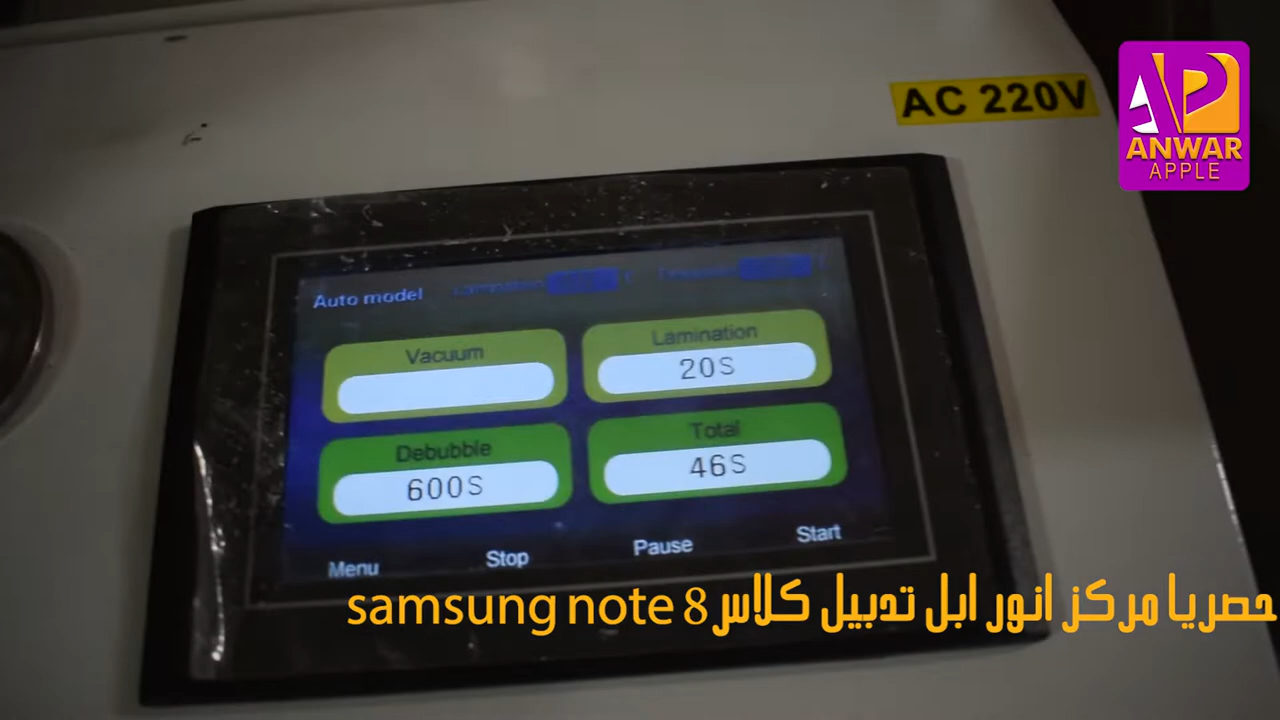 AC 220V
AP
ANWAR
APPLE
Auto model
Vacuum
Lamination
20S
Debubble
600S
Total
46S
Menu
Stop
Pause
Start
حصريا مركز انور ابل تدبيل كلاس samsung note 8